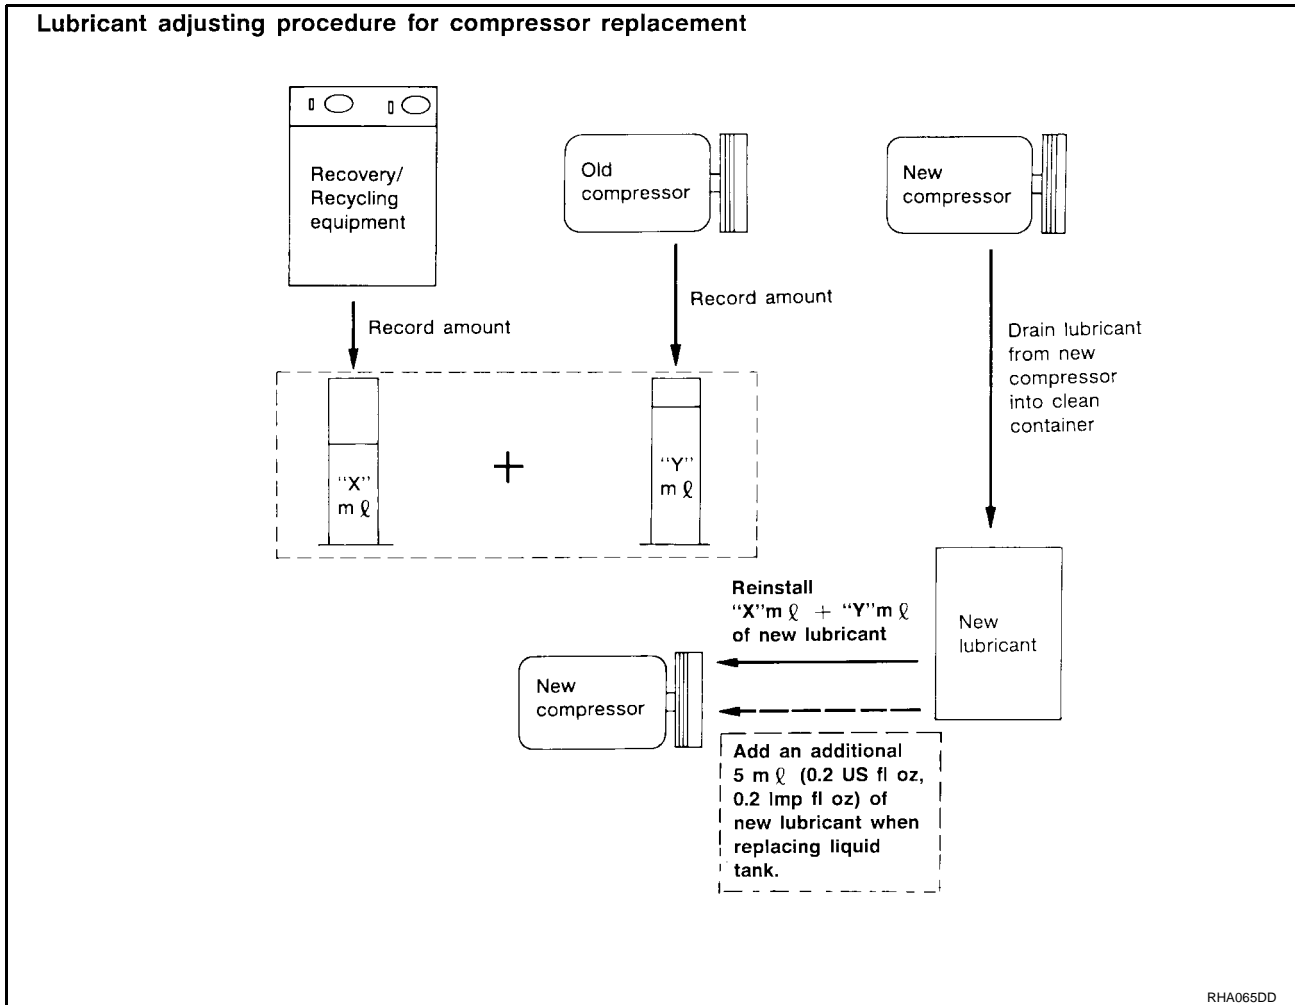 Lubricant adjusting procedure for compressor replacement
Recovery/
Recycling
equipment
Old
compressor
New
compressor
Record amount
Record amount
Drain lubricant
from new
compressor
into clean
container
“X”
mℓ
+
“Y”
mℓ
Reinstall
“X”mℓ + “Y”mℓ
of new lubricant
New
lubricant
New
compressor
Add an additional
5 mℓ (0.2 US fl oz,
0.2 Imp fl oz) of
new lubricant when
replacing liquid
tank.
RHA065DD